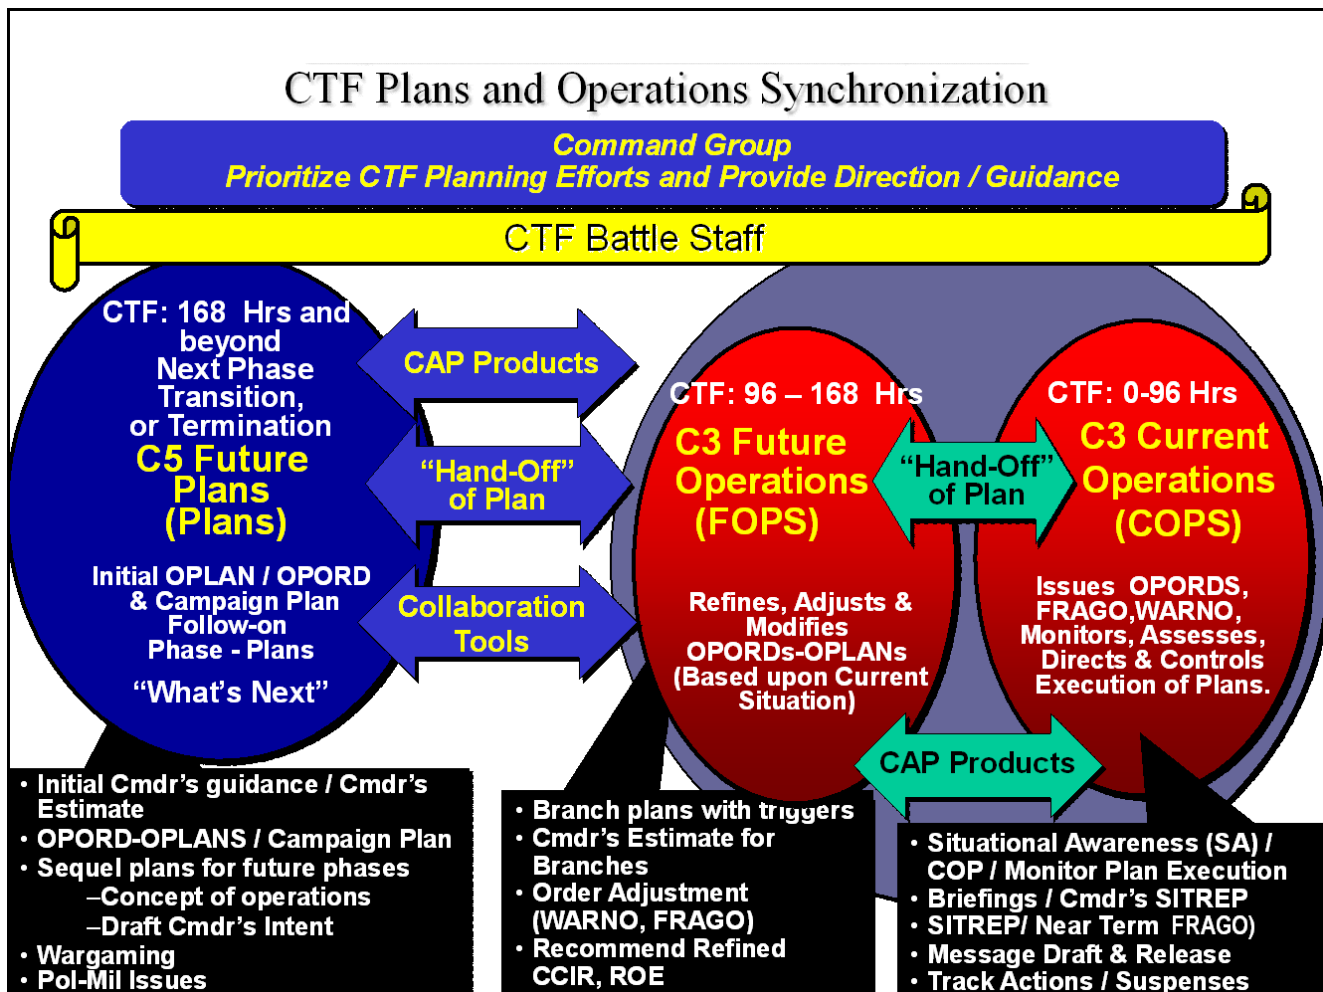 CTF Plans and Operations Synchronization
Command Group
Prioritize CTF Planning Efforts and Provide Direction / Guidance
CTF Battle Staff
CTF: 168 Hrs and
beyond
Next Phase
Transition,
or Termination
C5 Future
Plans
(Plans)
Initial OPLAN / OPORD
& Campaign Plan
Follow-on
Phase - Plans
“What’s Next”
CAP Products
“Hand-Off”
of Plan
Collaboration
Tools
CTF: 96 – 168 Hrs
C3 Future
Operations
(FOPS)
Refines, Adjusts &
Modifies
OPORDs-OPLANs
(Based upon Current
Situation)
“Hand-Off”
of Plan
CAP Products
CTF: 0-96 Hrs
C3 Current
Operations
(COPS)
Issues OPORDS,
FRAGO,WARNO,
Monitors, Assesses,
Directs & Controls
Execution of Plans.
• Initial Cmdr’s guidance / Cmdr’s
Estimate
• OPORD-OPLANS / Campaign Plan
• Sequel plans for future phases
–Concept of operations
–Draft Cmdr’s Intent
• Wargaming
• Pol-Mil Issues
• Branch plans with triggers
• Cmdr’s Estimate for
Branches
• Order Adjustment
(WARNO, FRAGO)
• Recommend Refined
CCIR, ROE
• Situational Awareness (SA) /
COP / Monitor Plan Execution
• Briefings / Cmdr’s SITREP
• SITREP/ Near Term FRAGO)
• Message Draft & Release
• Track Actions / Suspenses